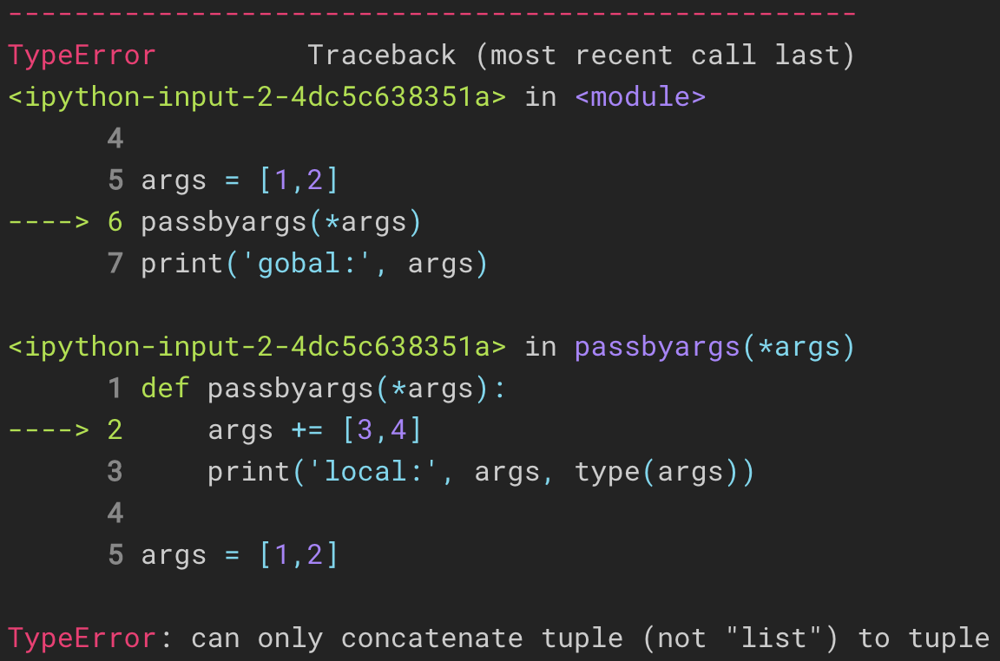 ---------------------------------------------------
TypeError         Traceback (most recent call last)
<ipython-input-2-4dc5c638351a> in <module>
      4
      5 args = [1,2]
----> 6 passbyargs(*args)
      7 print('gobal:', args)

<ipython-input-2-4dc5c638351a> in passbyargs(*args)
      1 def passbyargs(*args):
----> 2     args += [3,4]
      3     print('local:', args, type(args))
      4
      5 args = [1,2]

TypeError: can only concatenate tuple (not "list") to tuple